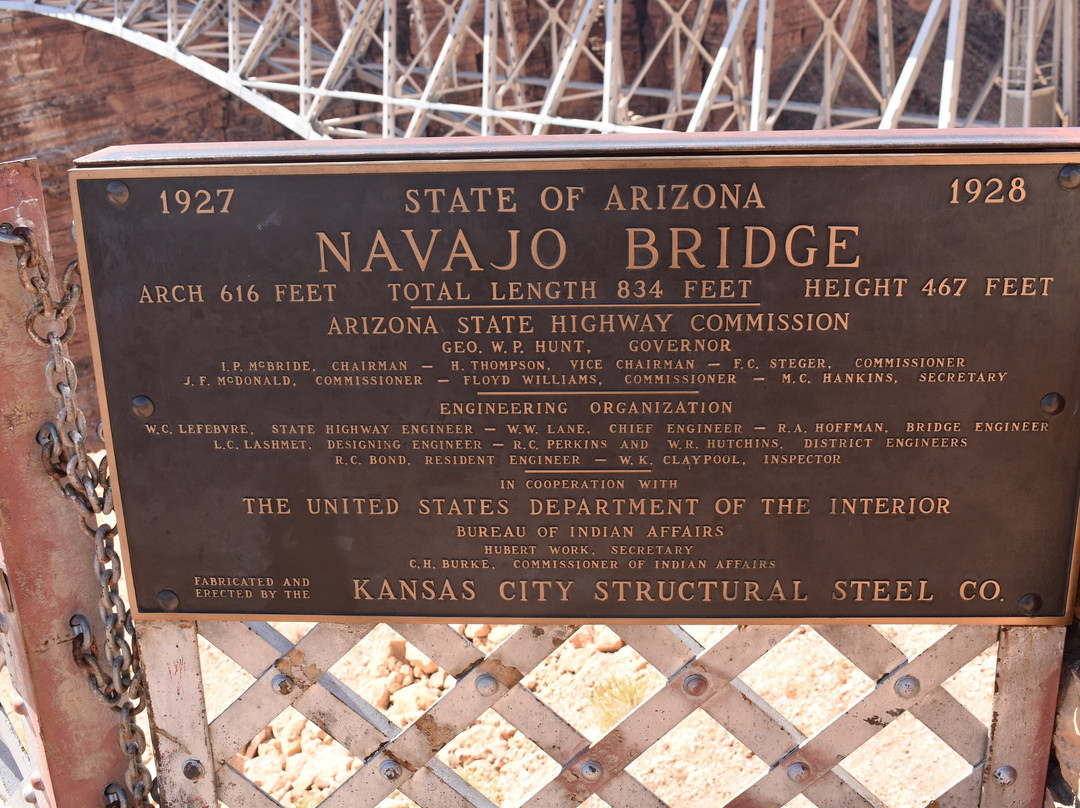 1927 STATE OF ARIZONA 1928
NAVAJO BRIDGE
ARCH 616 FEET TOTAL LENGTH 834 FEET HEIGHT 467 FEET
ARIZONA STATE HIGHWAY COMMISSION
GEO. W. P. HUNT, GOVERNOR
I. P. McBRIDE, CHAIRMAN — H. THOMPSON, VICE CHAIRMAN — F. C. STEGER, COMMISSIONER
J. F. McDONALD, COMMISSIONER — FLOYD WILLIAMS, COMMISSIONER — M.C. HANKINS, SECRETARY
ENGINEERING ORGANIZATION
W. C. LEFEBVRE, STATE HIGHWAY ENGINEER — W.W. LANE, CHIEF ENGINEER — R.A. HOFFMAN, BRIDGE ENGINEER
L.C. LASHMET, DESIGNING ENGINEER — R.C. PERKINS AND W.R. HUTCHINS, DISTRICT ENGINEERS
R.C. BOND, RESIDENT ENGINEER — W. K. CLAYPOOL, INSPECTOR
IN COOPERATION WITH
THE UNITED STATES DEPARTMENT OF THE INTERIOR
BUREAU OF INDIAN AFFAIRS
HUBERT WORK, SECRETARY
C.H. BURKE, COMMISSIONER OF INDIAN AFFAIRS
FABRICATED AND
ERECTED BY THE
KANSAS CITY STRUCTURAL STEEL CO.